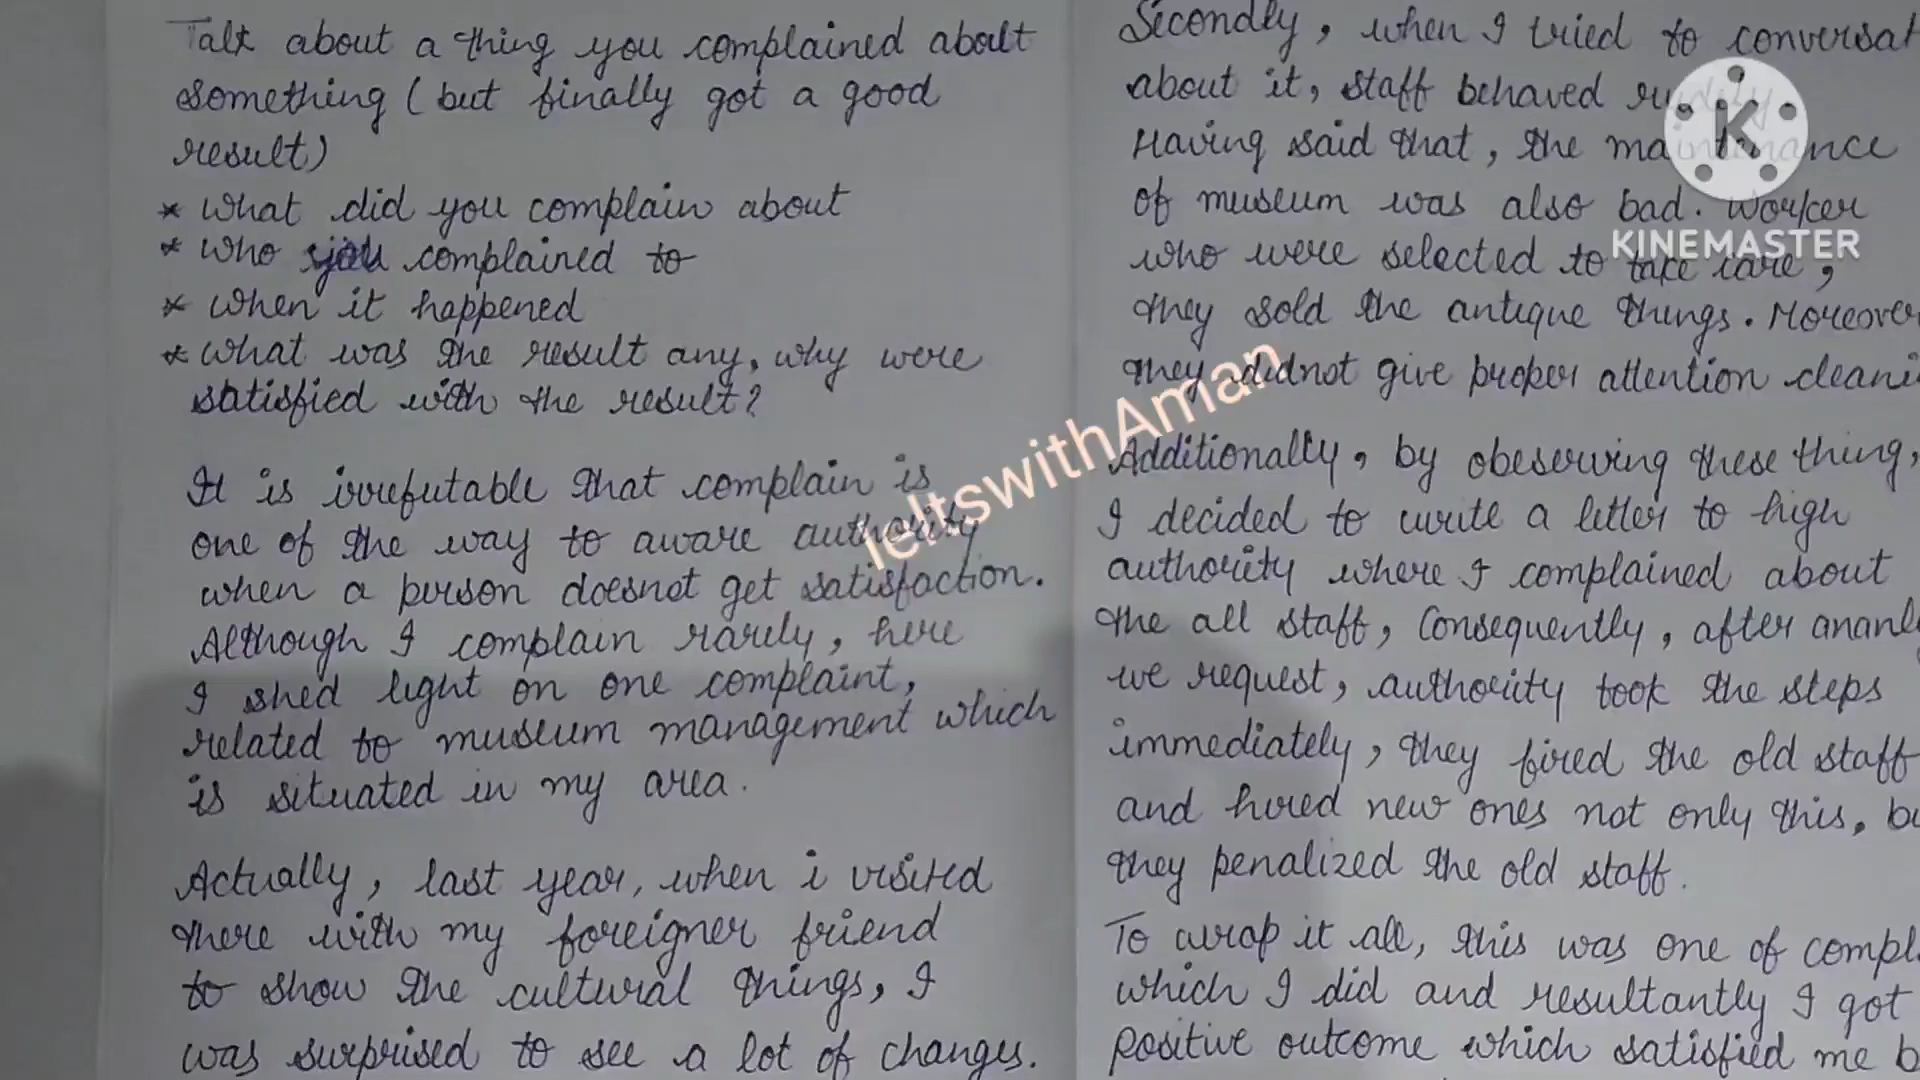 Talk about a thing you complained about
something (but finally got a good
result)
* what did you complain about
* who you complained to
* when it happened
* what was the result any, why were
satisfied with the result?
It is irrefutable that complain is
one of the way to aware authority
when a person doesnot get satisfaction.
Although I complain rarely, here
I shed light on one complaint,
related to museum management which
is situated in my area.
Actually, last year, when i visited
there with my foreigner friend
to show the cultural things, I
was surprised to see a lot of changes.
Secondly, when I tried to conversat
about it, staff behaved
Having said that, the maintenance
of museum was also bad. Worker
who were selected to take care,
they sold the antique things. Moreover
they didnot give proper attention cleani
Additionally, by obeserving these thing,
I decided to write a letter to high
authority where I complained about
the all staff, Consequently, after ananly
we request, authority took the steps
immediately, they fired the old staff
and hired new ones not only this, bu
they penalized the old staff.
To wrap it all, this was one of compl
which I did and resultantly I got
positive outcome which satisfied me b
IeltswithAman
KINEMASTER